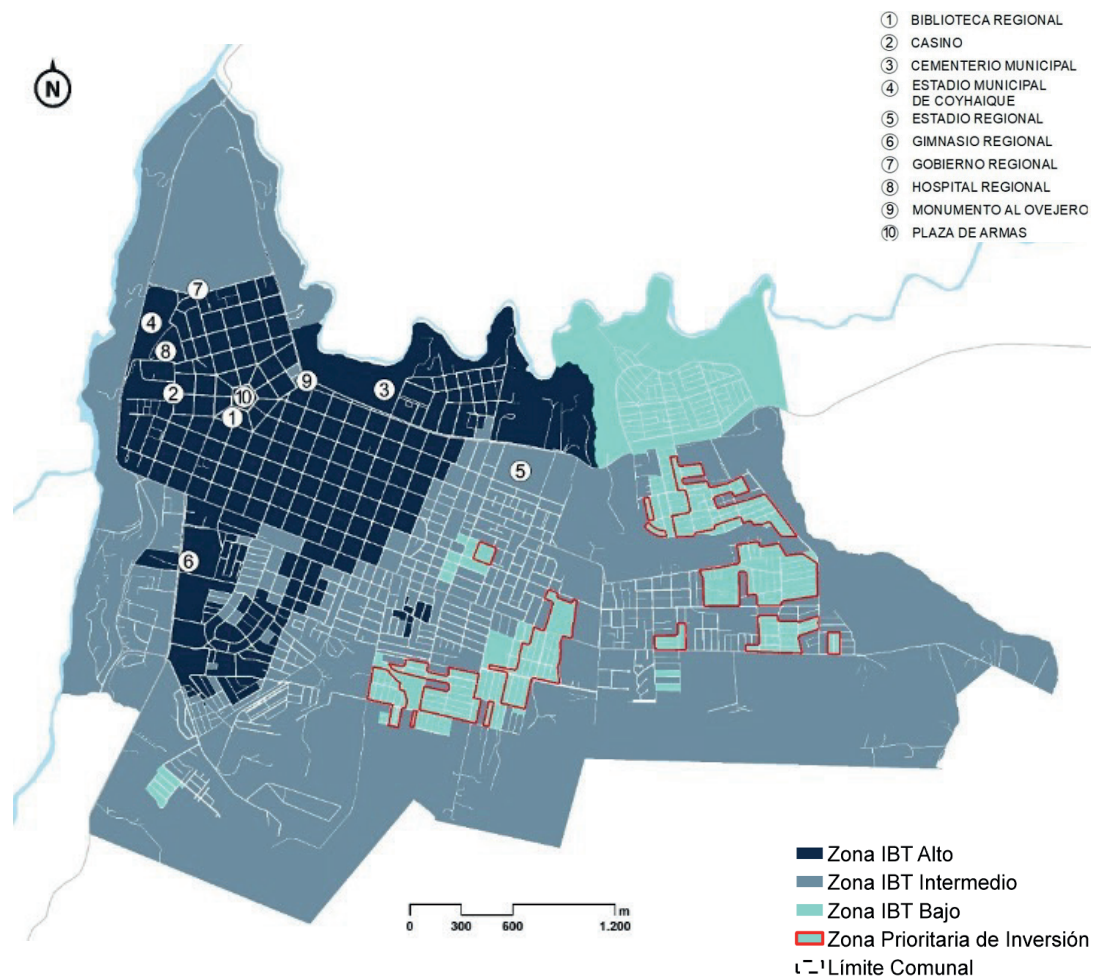 ① BIBLIOTECA REGIONAL
② CASINO
③ CEMENTERIO MUNICIPAL
④ ESTADIO MUNICIPAL
DE COYHAIQUE
⑤ ESTADIO REGIONAL
⑥ GIMNASIO REGIONAL
⑦ GOBIERNO REGIONAL
⑧ HOSPITAL REGIONAL
⑨ MONUMENTO AL OVEJERO
⑩ PLAZA DE ARMAS
N
7
4
8
9
2
10
3
1
5
6
Zona IBT Alto
Zona IBT Intermedio
Zona IBT Bajo
Zona Prioritaria de Inversión
Límite Comunal
m
0 300 600 1.200